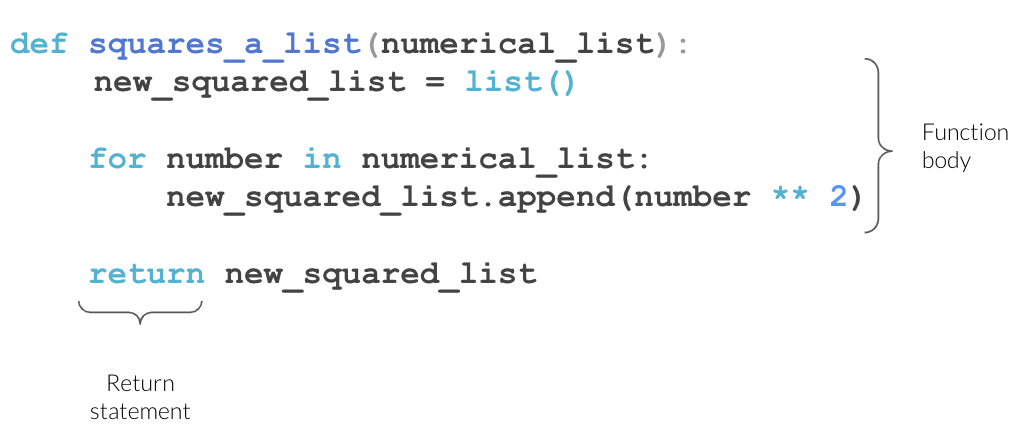 def squares_a_list(numerical_list):
    new_squared_list = list()
    for number in numerical_list:
        new_squared_list.append(number ** 2)
    return new_squared_list
Function
body
Return
statement